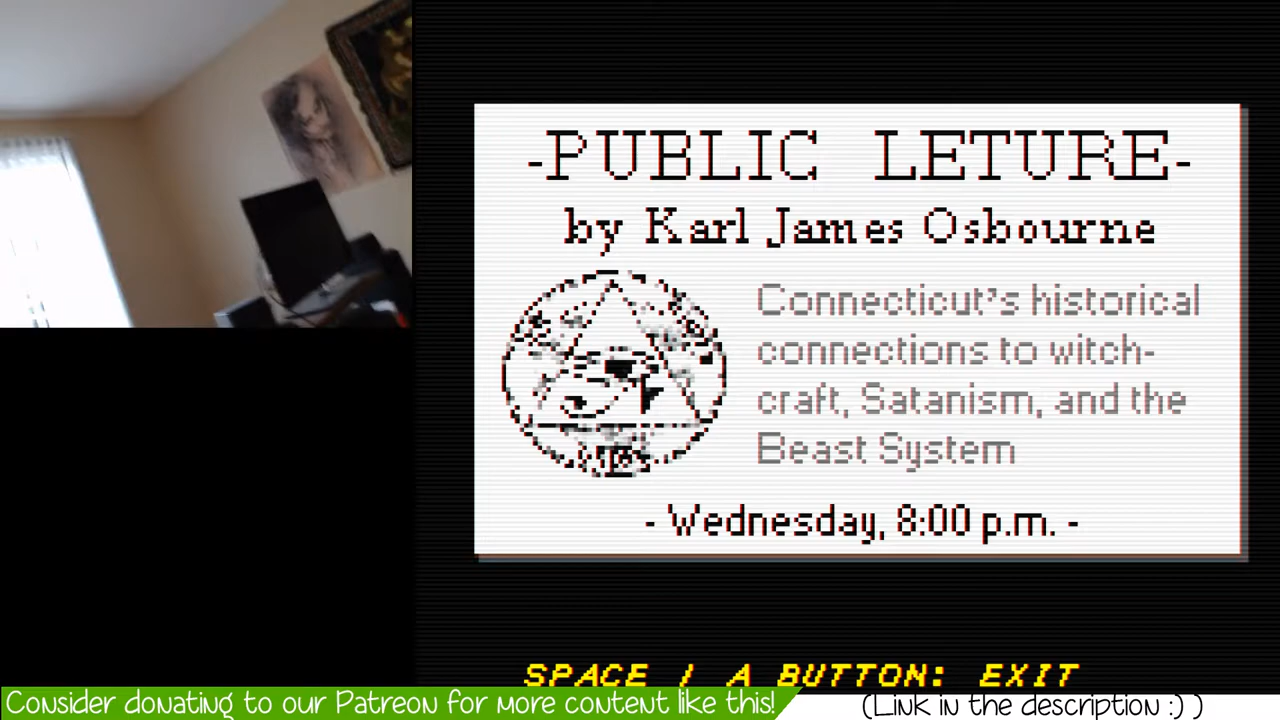 -PUBLIC LETURE-
by Karl James Osbourne
Connecticut's historical
connections to witch-
craft, Satanism, and the
Beast System
- Wednesday, 8:00 p.m. -
SPACE / A BUTTON: EXIT
Consider donating to our Patreon for more content like this!
(Link in the description :) )